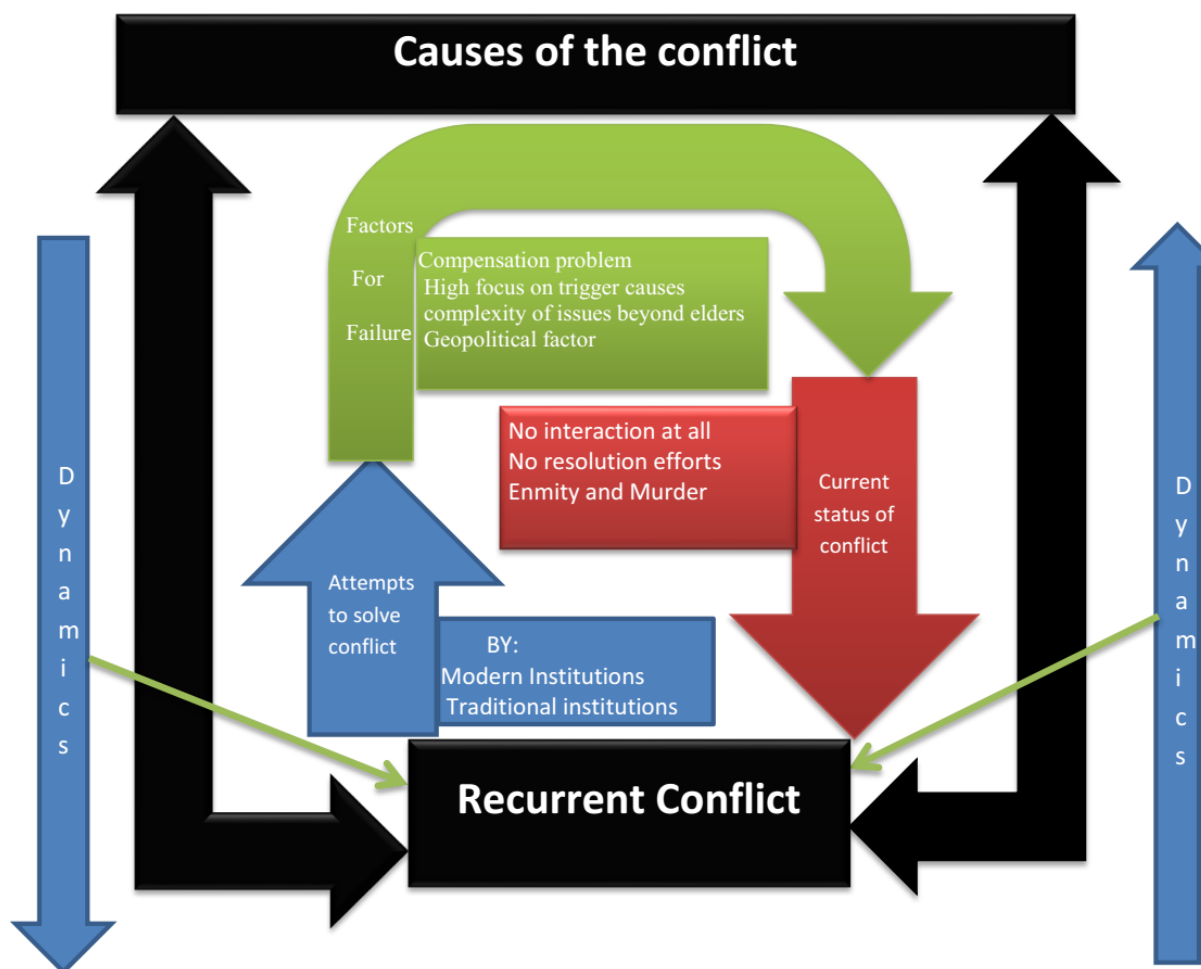 Causes of the conflict
Factors
For
Failure
Compensation problem
High focus on trigger causes
complexity of issues beyond elders
Geopolitical factor
No interaction at all
No resolution efforts
Enmity and Murder
Current
status of
conflict
Attempts
to solve
conflict
BY:
Modern Institutions
Traditional institutions
Recurrent Conflict
D
y
n
a
m
i
c
s
D
y
n
a
m
i
c
s